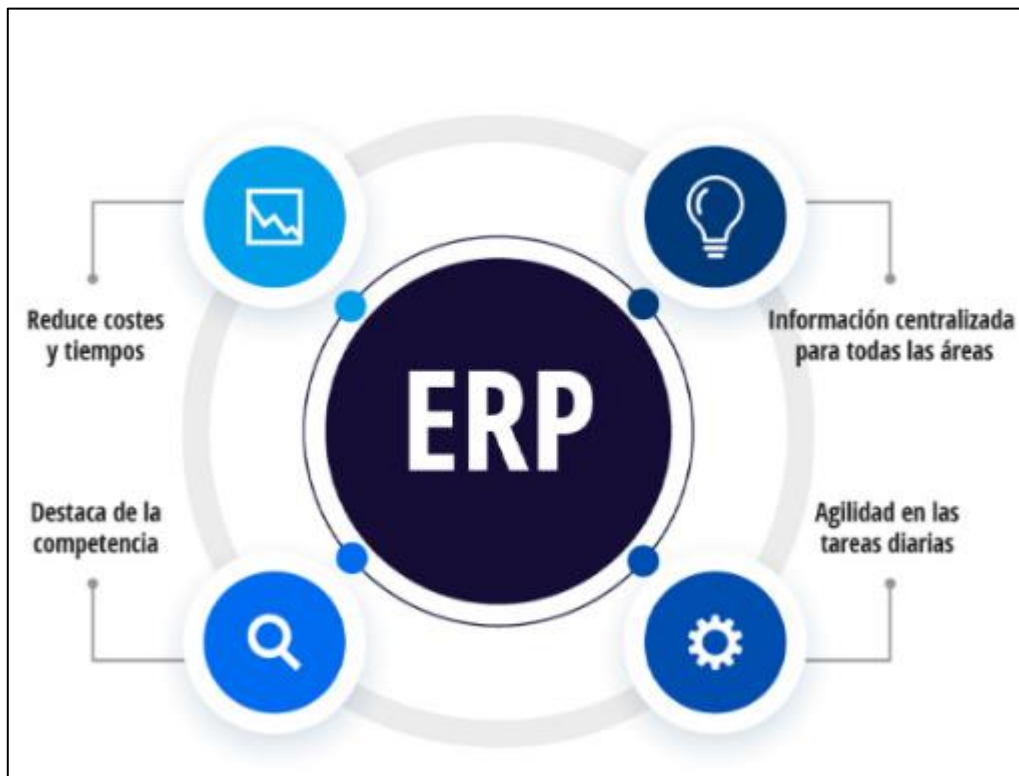 Reduce costes
y tiempos
Información centralizada
para todas las áreas
ERP
Destaca de la
competencia
Agilidad en las
tareas diarias